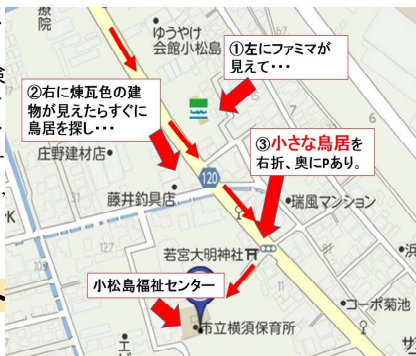 療
院
ゆうやけ
会館小松島
①左にファミマが
見えて・・・
FamilyMart
②右に煉瓦色の建
物が見えたらすぐに
鳥居を探し・・・
庄野建材店
120
③小さな鳥居を
右折、奥にPあり。
藤井釣具店
瑞風マンション
127
若宮大明神社
小松島福祉センター
コーポ菊池
市立横須保育所